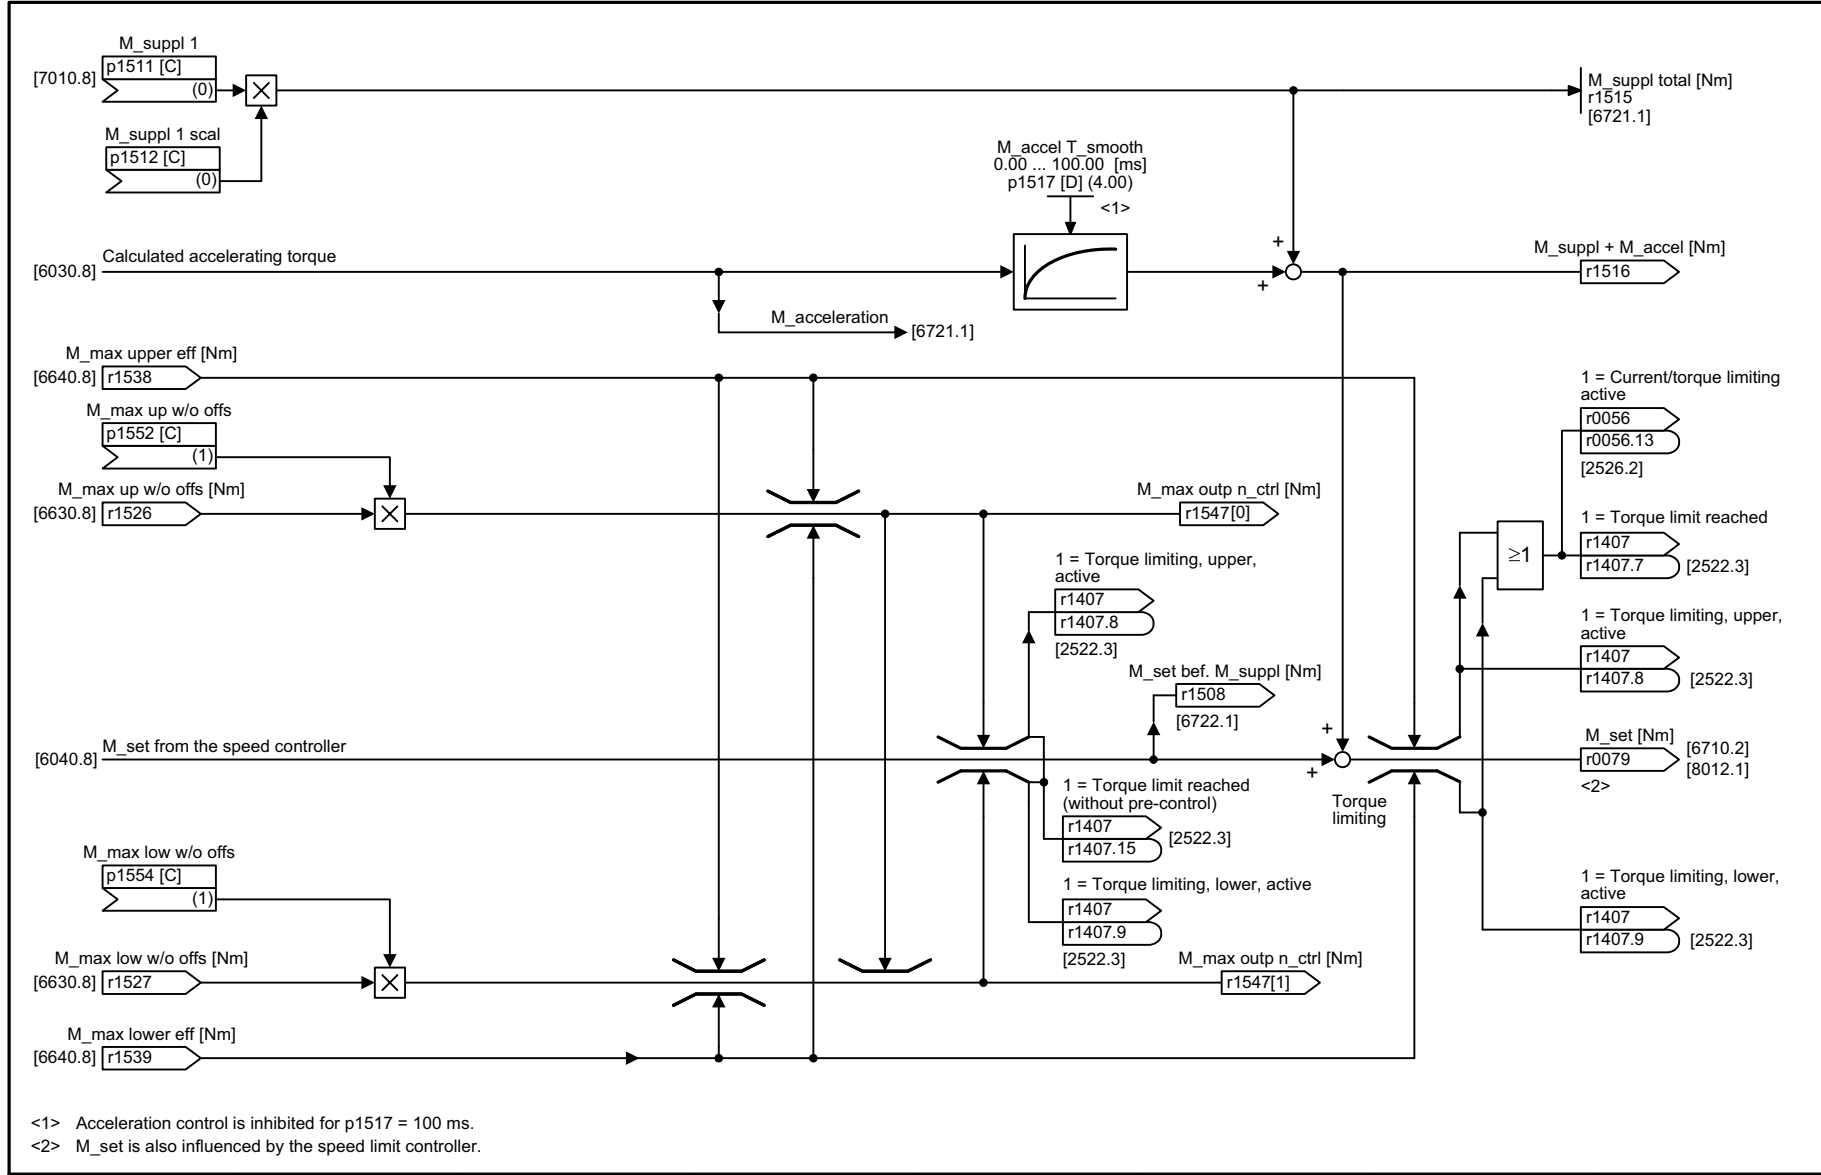 M_suppl 1
[7010.8]
p1511 [C]
(0)
M_suppl 1 scal
p1512 [C]
(0)
M_suppl total [Nm]
r1515
[6721.1]
M_accel T_smooth
0.00 ... 100.00 [ms]
p1517 [D] (4.00)
<1>
Calculated accelerating torque
[6030.8]
M_acceleration
[6721.1]
+
+
M_suppl + M_accel [Nm]
r1516
M_max upper eff [Nm]
[6640.8] r1538
M_max up w/o offs
p1552 [C]
(1)
M_max up w/o offs [Nm]
[6630.8] r1526
M_max outp n_ctrl [Nm]
r1547[0]
1 = Current/torque limiting
active
r0056
r0056.13
[2526.2]
≥1
1 = Torque limit reached
r1407
r1407.7 [2522.3]
1 = Torque limiting, upper,
active
r1407
r1407.8
[2522.3]
1 = Torque limiting, upper,
active
r1407
r1407.8 [2522.3]
M_set bef. M_suppl [Nm]
r1508
[6722.1]
M_set from the speed controller
[6040.8]
+
+
Torque
limiting
M_set [Nm]
r0079
[6710.2]
[8012.1]
<2>
1 = Torque limit reached
(without pre-control)
r1407
r1407.15
[2522.3]
M_max low w/o offs
p1554 [C]
(1)
1 = Torque limiting, lower, active
r1407
r1407.9
[2522.3]
1 = Torque limiting, lower,
active
r1407
r1407.9 [2522.3]
M_max low w/o offs [Nm]
[6630.8] r1527
M_max outp n_ctrl [Nm]
r1547[1]
M_max lower eff [Nm]
[6640.8] r1539
<1> Acceleration control is inhibited for p1517 = 100 ms.
<2> M_set is also influenced by the speed limit controller.